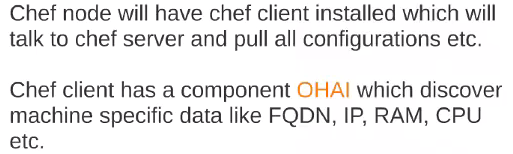 Chef node will have chef client installed which will
talk to chef server and pull all configurations etc.
Chef client has a component OHAI which discover
machine specific data like FQDN, IP, RAM, CPU
etc.